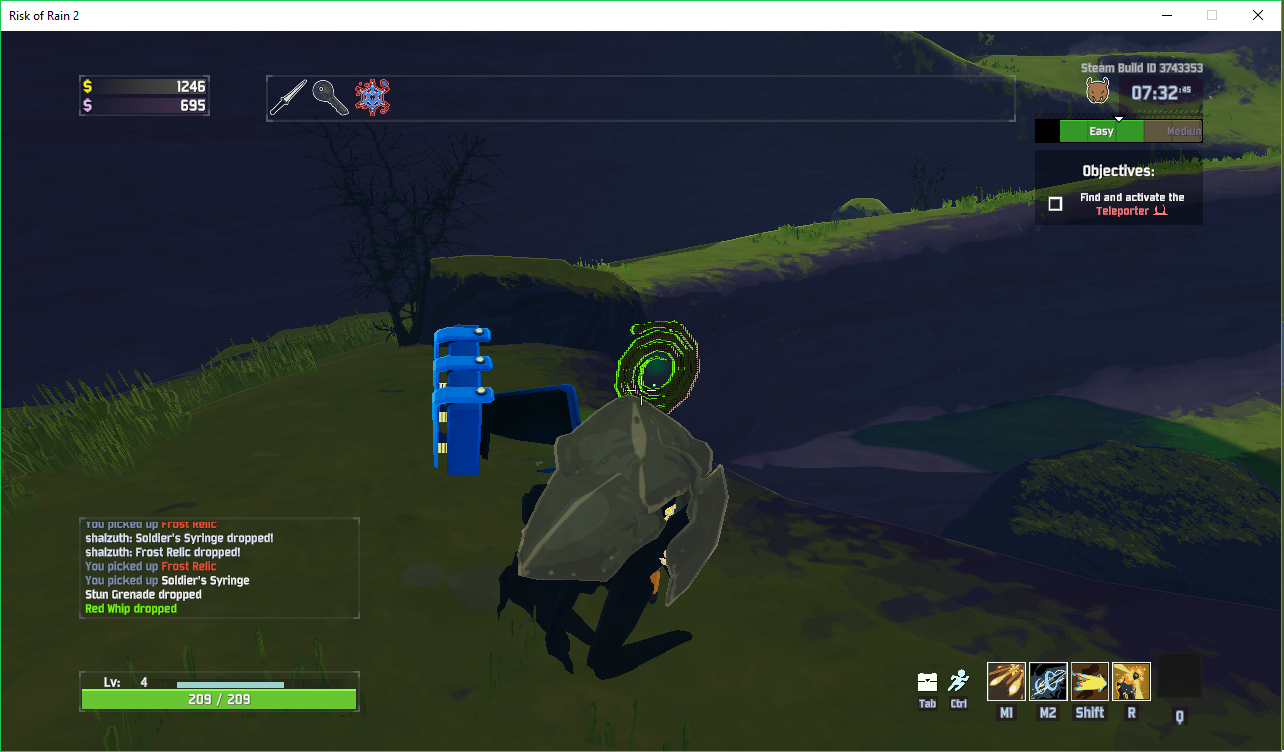 Risk of Rain 2
$ 1246
$ 695
Steam Build ID 3743353
07:32:45
Easy
Medium
Objectives:
Find and activate the
Teleporter
You picked up Frost Relic
shalzuth: Soldier's Syringe dropped!
shalzuth: Frost Relic dropped!
You picked up Frost Relic
You picked up Soldier's Syringe
Stun Grenade dropped
Red Whip dropped
Lv: 4
209 / 209
Tab
Ctrl
M1
M2
Shift
R
Q